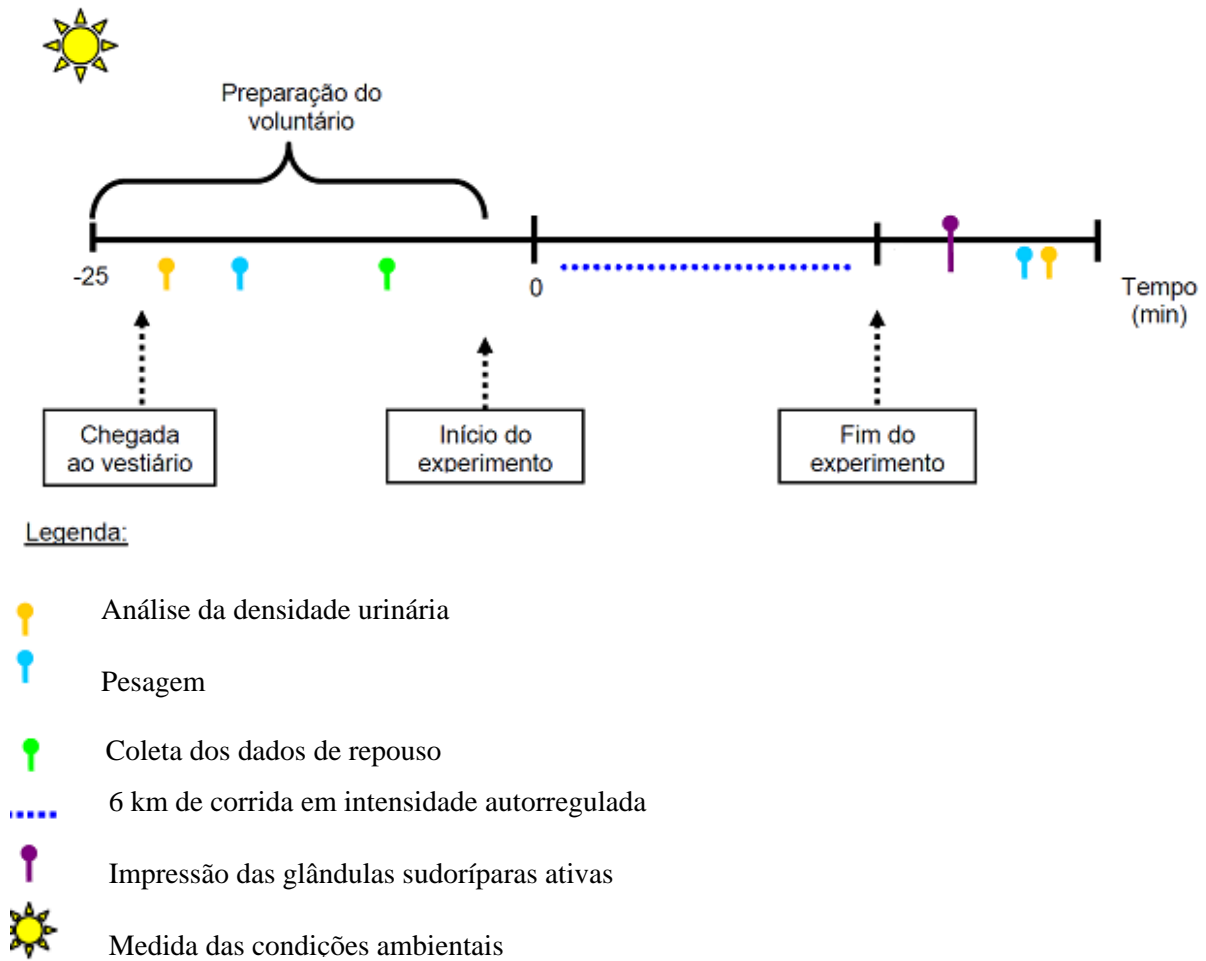 Preparação do
voluntário
-25
0
Tempo
(min)
Chegada
ao vestiário
Início do
experimento
Fim do
experimento
Legenda:
Análise da densidade urinária
Pesagem
Coleta dos dados de repouso
6 km de corrida em intensidade autorregulada
Impressão das glândulas sudoríparas ativas
Medida das condições ambientais